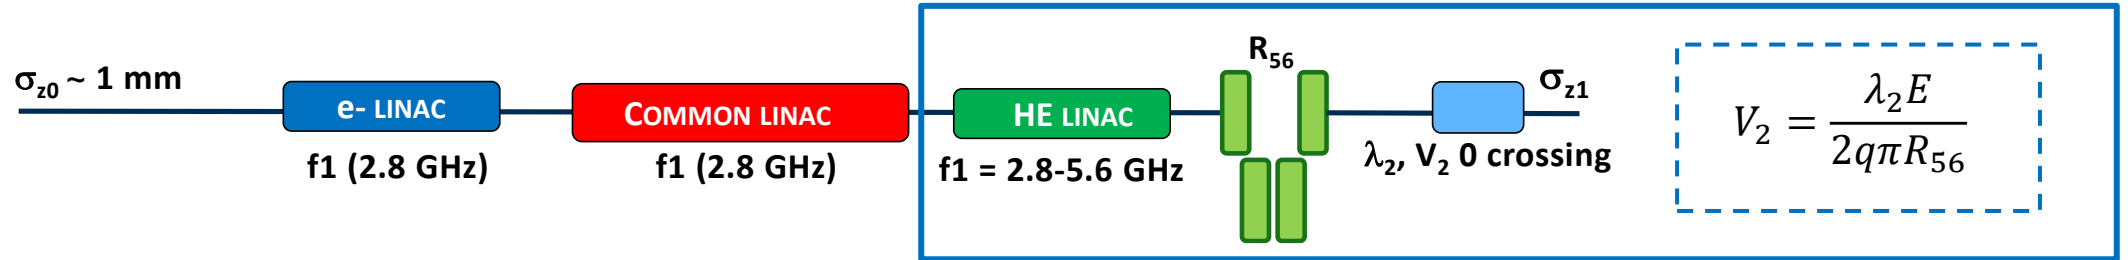 σz0 ~ 1 mm
e- LINAC
f1 (2.8 GHz)
COMMON LINAC
f1 (2.8 GHz)
HE LINAC
f1 = 2.8-5.6 GHz
R56
λ2, V2 0 crossing
σz1
V2 = λ2E / 2qπR56